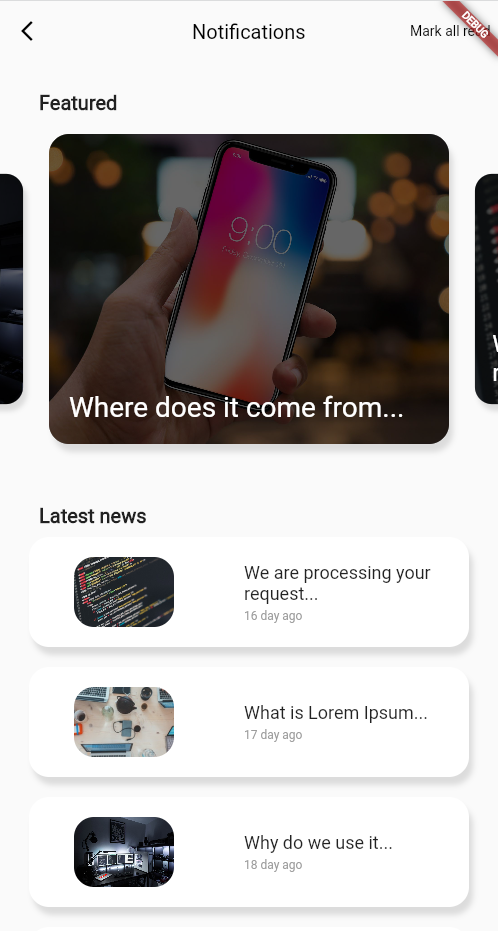 Notifications
Mark all read
DEBUG
Featured
9:00
Where does it come from...
W
Latest news
We are processing your
request...
16 day ago
What is Lorem Ipsum...
17 day ago
Why do we use it...
18 day ago